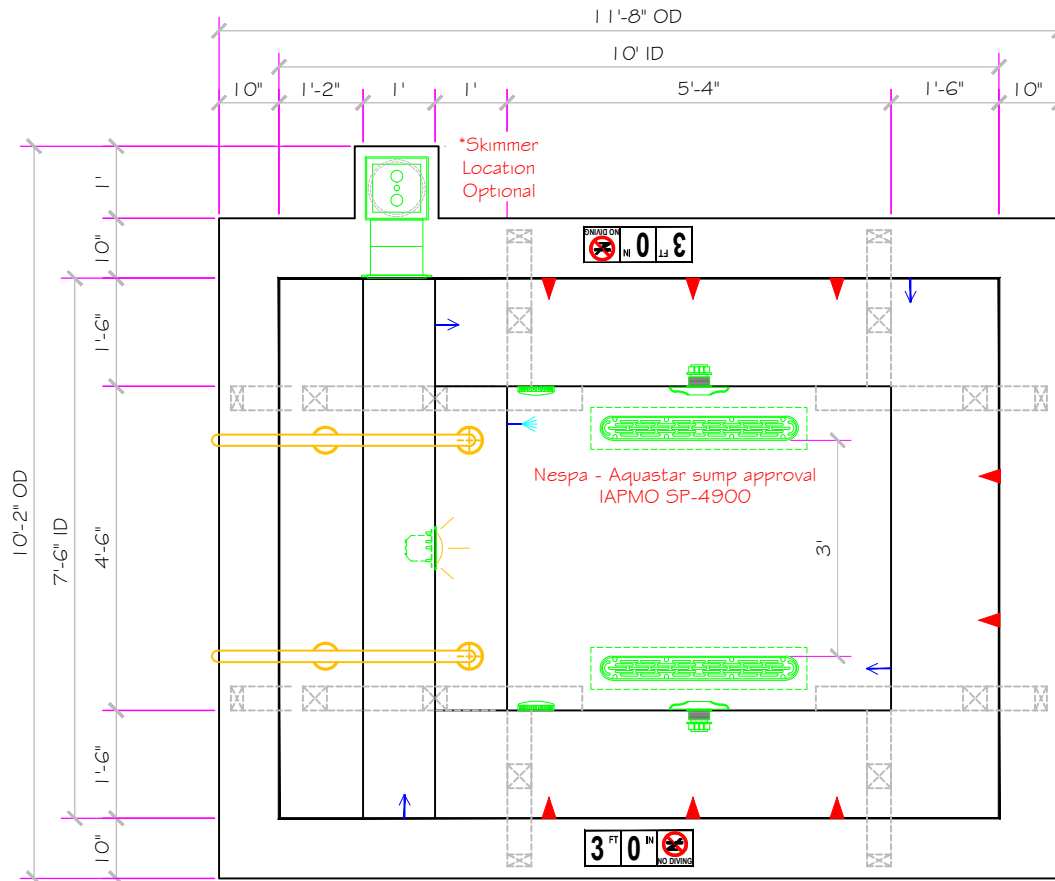 11'-8" OD
10' ID
10"
1'-2"
1'
1'
5'-4"
1'-6"
10"
*Skimmer
Location
Optional
1'
10"
1'-6"
4'-6"
1'-6"
10"
7'-6" ID
10'-2" OD
3 FT 0 IN NO DIVING
Nespa - Aquastar sump approval
IAPMO SP-4900
3'
3 FT 0 IN NO DIVING